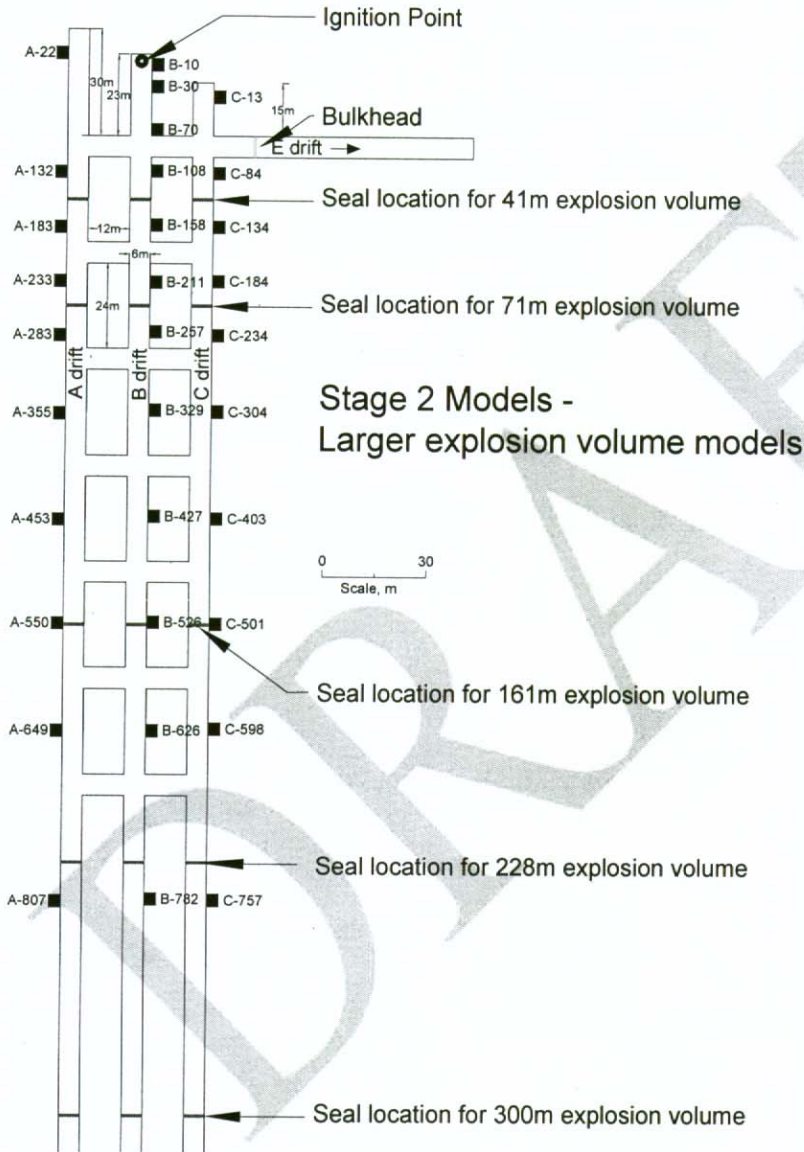 Ignition Point
A-22
B-10
B-30
30m
23m
C-13
15m
B-70
Bulkhead
E drift
A-132
B-108
C-84
Seal location for 41m explosion volume
A-183
12m
B-158
C-134
6m
A-233
B-211
C-184
24m
Seal location for 71m explosion volume
A-283
B-257
C-234
A drift
B drift
C drift
Stage 2 Models -
Larger explosion volume models
A-355
B-329
C-304
A-453
B-427
C-403
0 30
Scale, m
A-550
B-526
C-501
Seal location for 161m explosion volume
A-649
B-626
C-598
Seal location for 228m explosion volume
A-807
B-782
C-757
Seal location for 300m explosion volume
DRAF